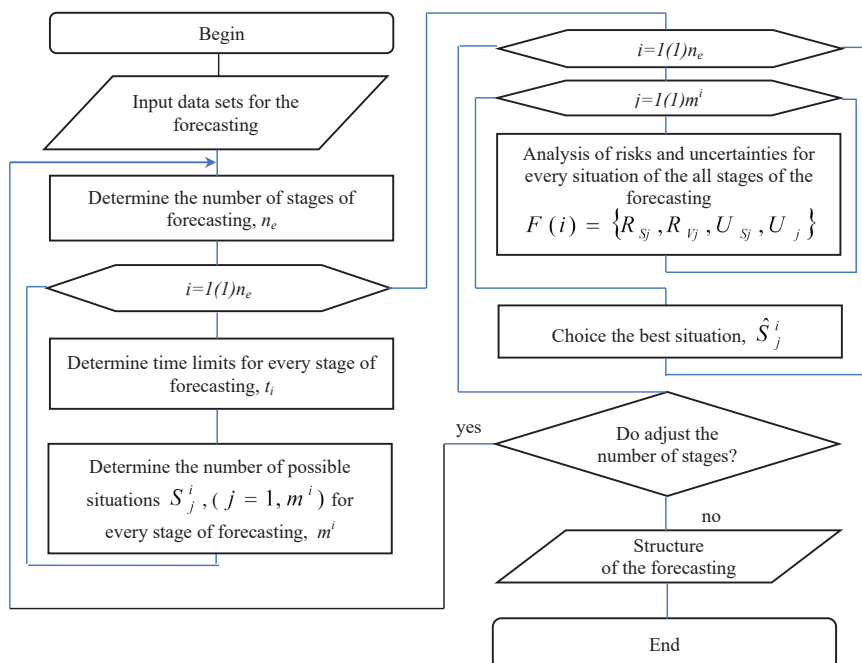 Begin
Input data sets for the
forecasting
Determine the number of stages of
forecasting, nₑ
i=1(1)nₑ
Determine time limits for every stage of
forecasting, tᵢ
Determine the number of possible
situations S ⁱ_j , ( j = 1, m ⁱ ) for
every stage of forecasting, m ⁱ
i=1(1)nₑ
j=1(1)mⁱ
Analysis of risks and uncertainties for
every situation of the all stages of the
forecasting
F (i) = {R_Sj , R_Vj , U_Sj , U_j}
Choice the best situation, Ŝ ⁱ_j
yes
Do adjust the
number of stages?
no
Structure
of the forecasting
End